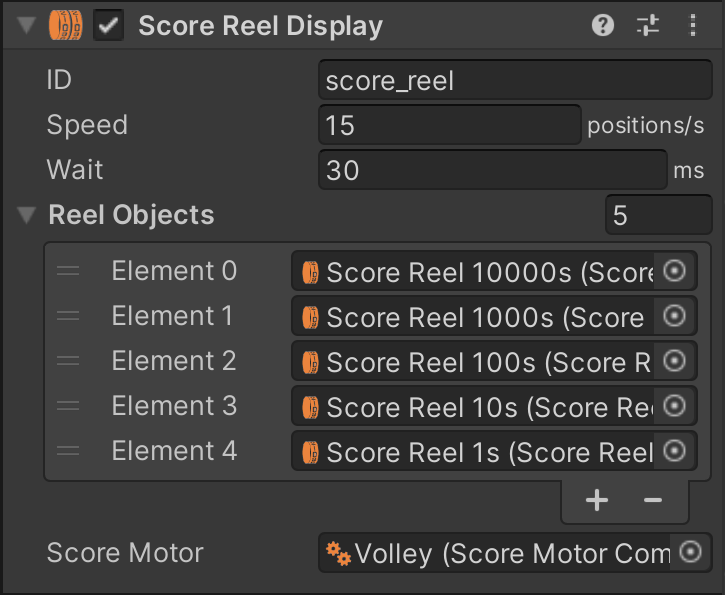 Score Reel Display
ID score_reel
Speed 15 positions/s
Wait 30 ms
Reel Objects 5
Element 0 Score Reel 10000s (Score
Element 1 Score Reel 1000s (Score
Element 2 Score Reel 100s (Score R
Element 3 Score Reel 10s (Score Ree
Element 4 Score Reel 1s (Score Reel
Score Motor Volley (Score Motor Com